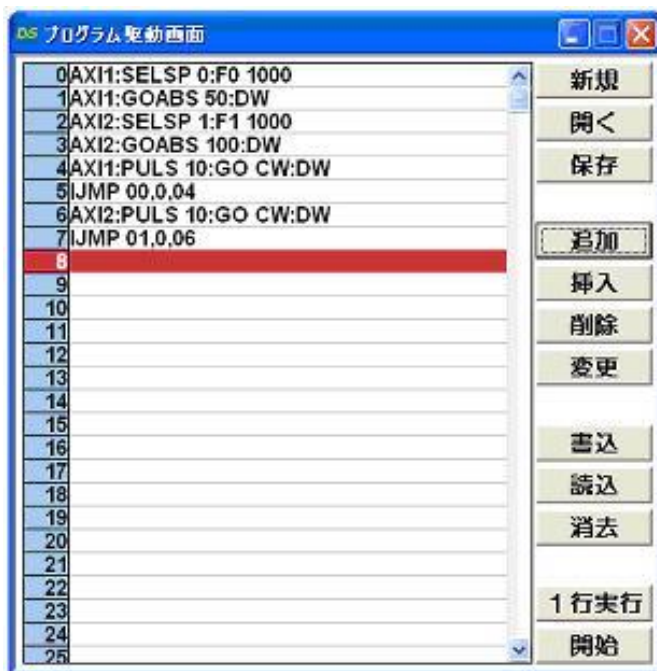 DS プログラム駆動画面
0 AXI1:SELSP 0:F0 1000
1 AXI1:GOABS 50:DW
2 AXI2:SELSP 1:F1 1000
3 AXI2:GOABS 100:DW
4 AXI1:PULS 10:GO CW:DW
5 IJMP 00,0,04
6 AXI2:PULS 10:GO CW:DW
7 IJMP 01,0,06
8
9
10
11
12
13
14
15
16
17
18
19
20
21
22
23
24
25
新規
開く
保存
追加
挿入
削除
変更
書込
読込
消去
1行実行
開始